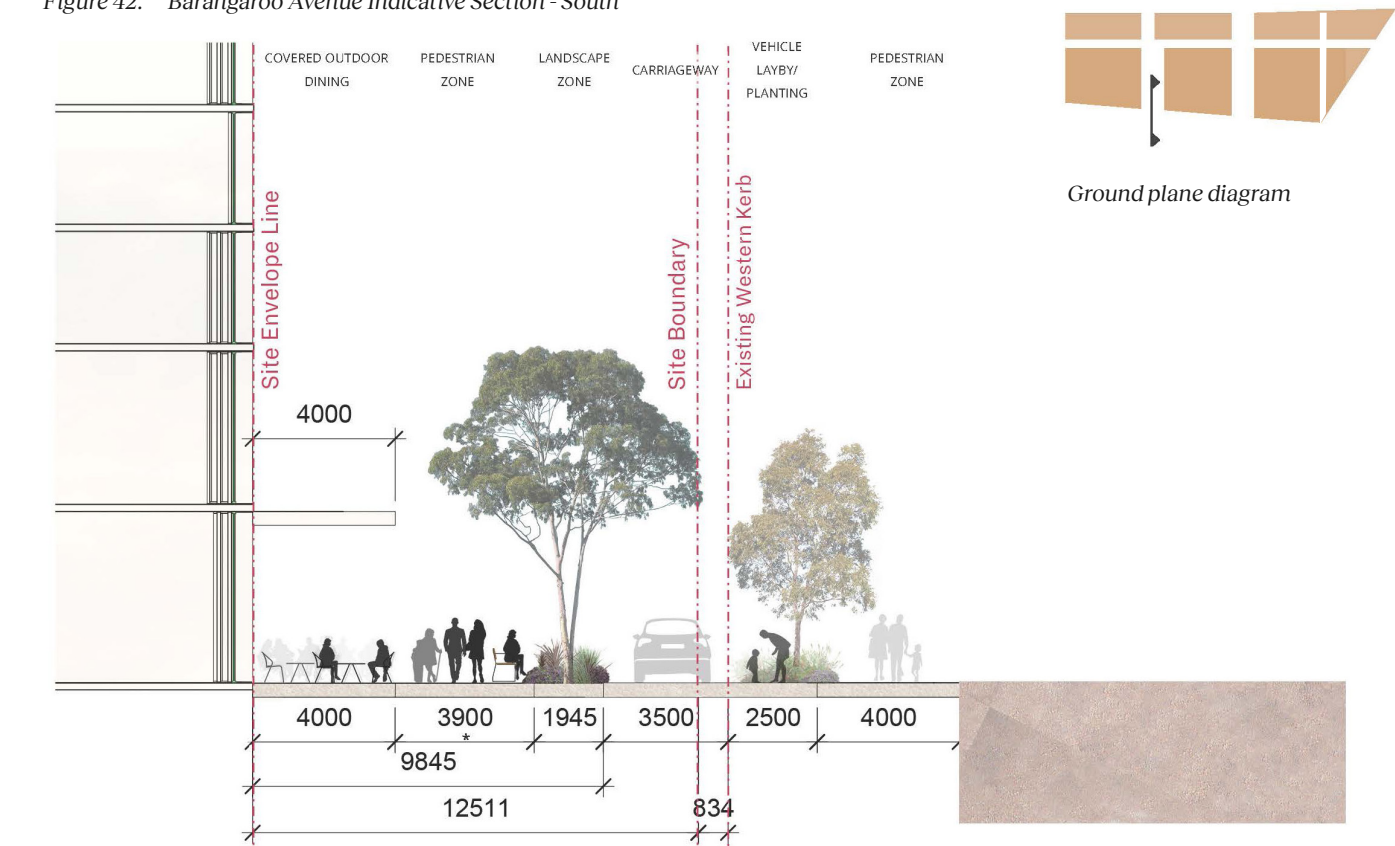 Figure 42. Barangaroo Avenue Indicative Section - South
COVERED OUTDOOR
DINING
PEDESTRIAN
ZONE
LANDSCAPE
ZONE
CARRIAGEWAY
VEHICLE
LAYBY/
PLANTING
PEDESTRIAN
ZONE
Ground plane diagram
Site Envelope Line
Site Boundary
Existing Western Kerb
4000
4000
3900
*
1945
3500
2500
4000
9845
12511
834